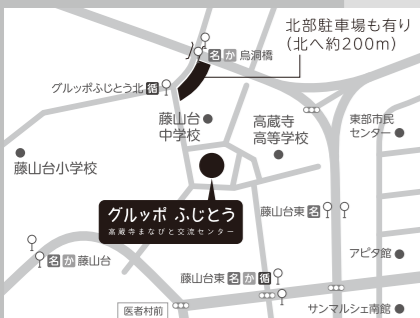 北部駐車場も有り
(北へ約200m)
名か 烏洞橋
グルッポふじとう北 循
藤山台
中学校
高蔵寺
高等学校
東部市民
センター
藤山台小学校
グルッポ ふじとう
高蔵寺まなびと交流センター
藤山台東 名
名か 藤山台
アピタ館
藤山台東 名か循
医者村前
サンマルシェ南館